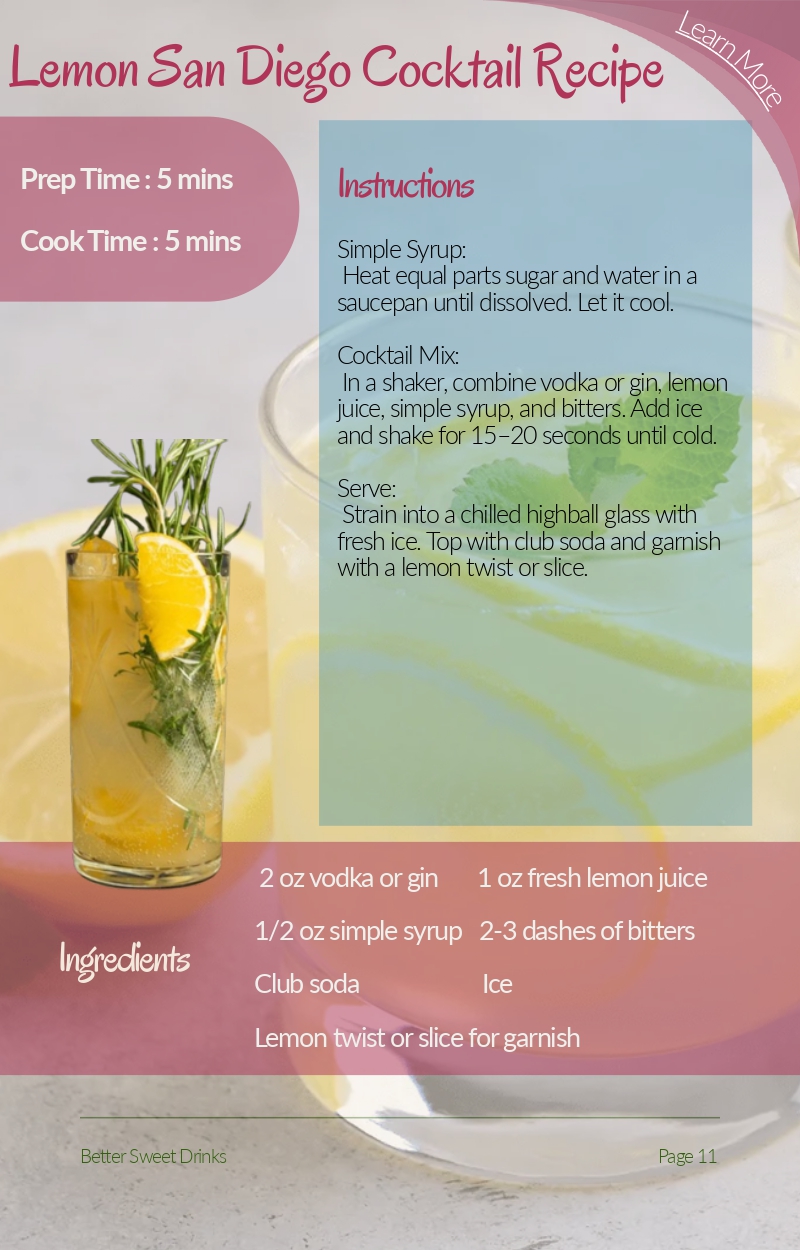 Lemon San Diego Cocktail Recipe
Learn More
Prep Time : 5 mins
Cook Time : 5 mins
Instructions
Simple Syrup:
Heat equal parts sugar and water in a
saucepan until dissolved. Let it cool.
Cocktail Mix:
In a shaker, combine vodka or gin, lemon
juice, simple syrup, and bitters. Add ice
and shake for 15–20 seconds until cold.
Serve:
Strain into a chilled highball glass with
fresh ice. Top with club soda and garnish
with a lemon twist or slice.
Ingredients
2 oz vodka or gin 1 oz fresh lemon juice
1/2 oz simple syrup 2-3 dashes of bitters
Club soda Ice
Lemon twist or slice for garnish
Better Sweet Drinks Page 11